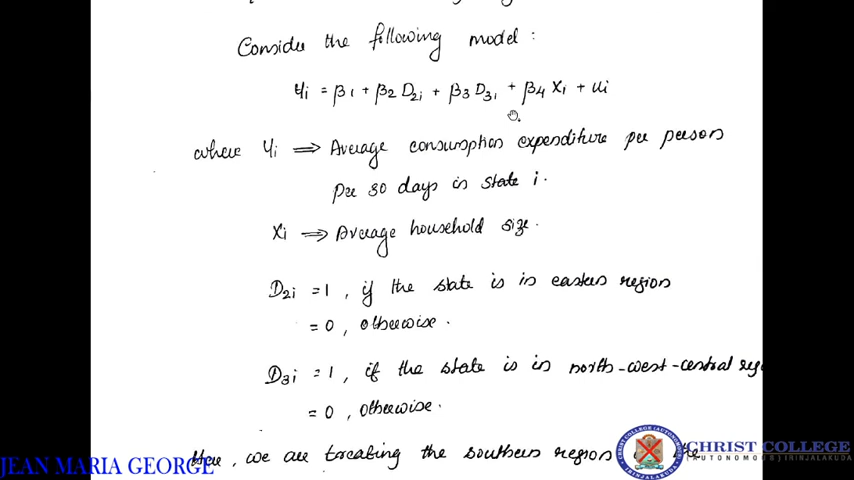 Consider the following model :
Yi = β1 + β2 D2i + β3 D3i + β4 Xi + ui
where Yi ⟹ Average consumption expenditure per person
per 30 days in state i.
Xi ⟹ Average household size.
D2i = 1, if the state is in eastern region
= 0, otherwise.
D3i = 1, if the state is in north-west-central
= 0, otherwise.
Here, we are treating the southern region the
JEAN MARIA GEORGE
CHRIST COLLEGE
(AUTONOMOUS) IRINJALAKUDA